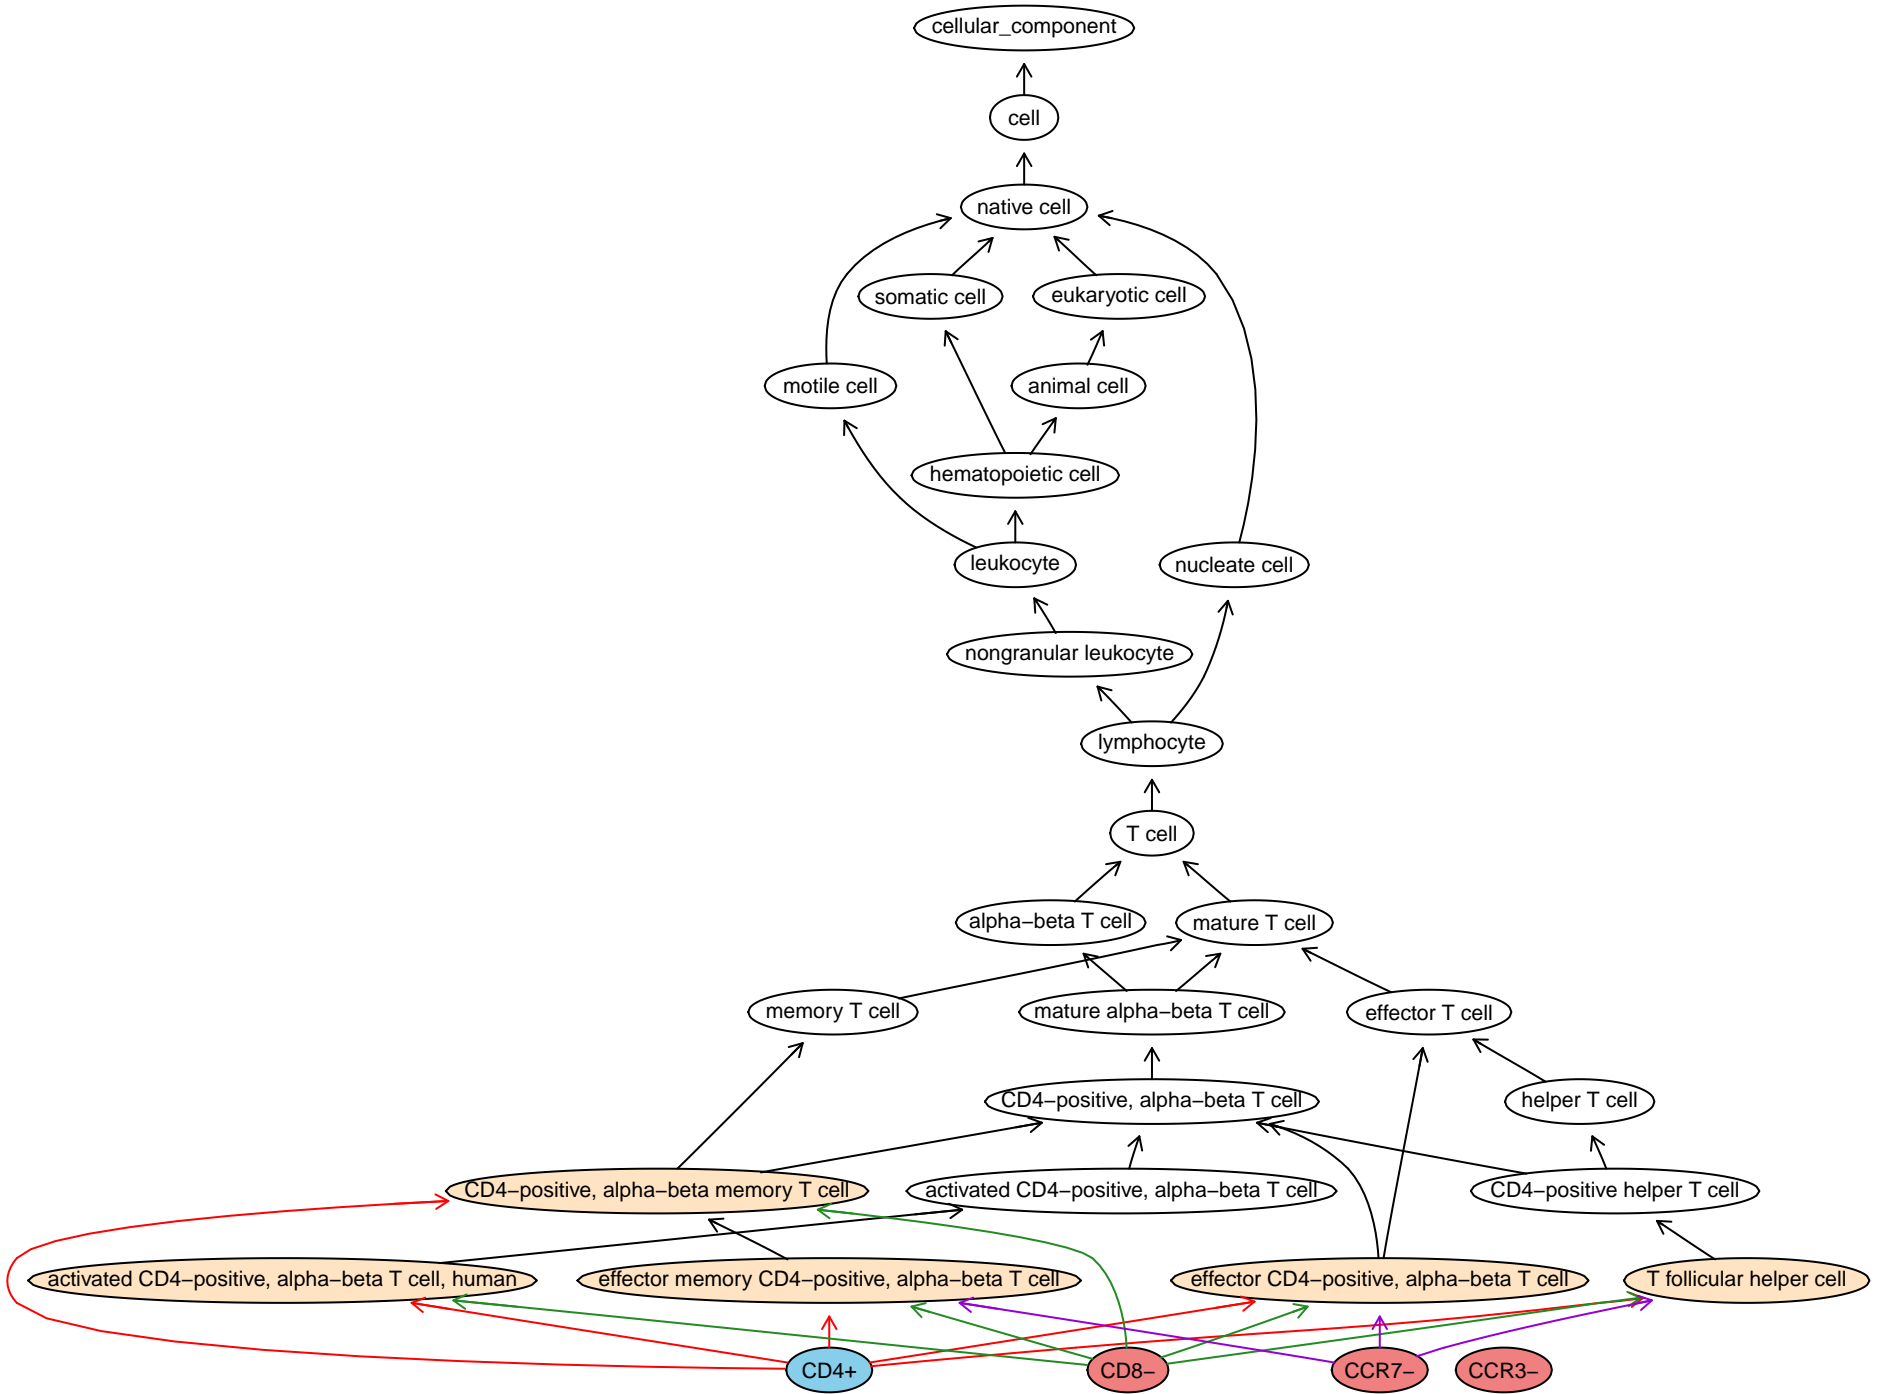 cellular_component
cell
native cell
somatic cell
eukaryotic cell
motile cell
animal cell
hematopoietic cell
leukocyte
nucleate cell
nongranular leukocyte
lymphocyte
T cell
alpha−beta T cell
mature T cell
memory T cell
mature alpha−beta T cell
effector T cell
CD4−positive, alpha−beta T cell
helper T cell
CD4−positive, alpha−beta memory T cell
activated CD4−positive, alpha−beta T cell
CD4−positive helper T cell
activated CD4−positive, alpha−beta T cell, human
effector memory CD4−positive, alpha−beta T cell
effector CD4−positive, alpha−beta T cell
T follicular helper cell
CD4+
CD8−
CCR7−
CCR3−